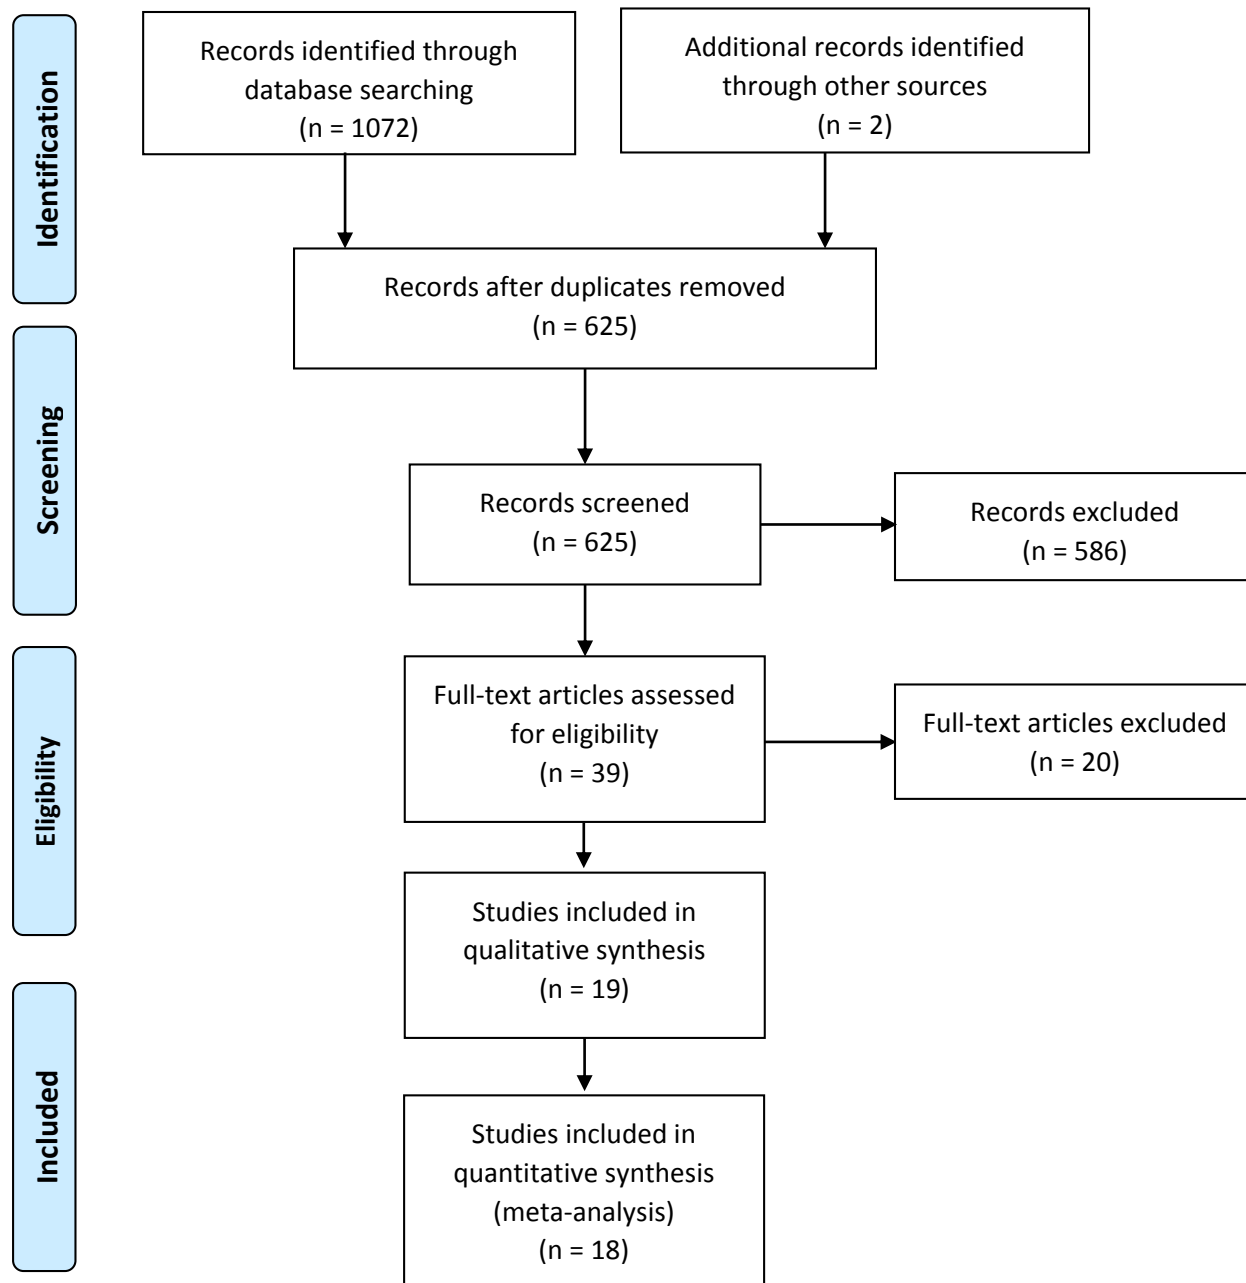 Identification
Records identified through
database searching
(n = 1072)
Additional records identified
through other sources
(n = 2)
Records after duplicates removed
(n = 625)
Screening
Records screened
(n = 625)
Records excluded
(n = 586)
Eligibility
Full-text articles assessed
for eligibility
(n = 39)
Full-text articles excluded
(n = 20)
Studies included in
qualitative synthesis
(n = 19)
Included
Studies included in
quantitative synthesis
(meta-analysis)
(n = 18)